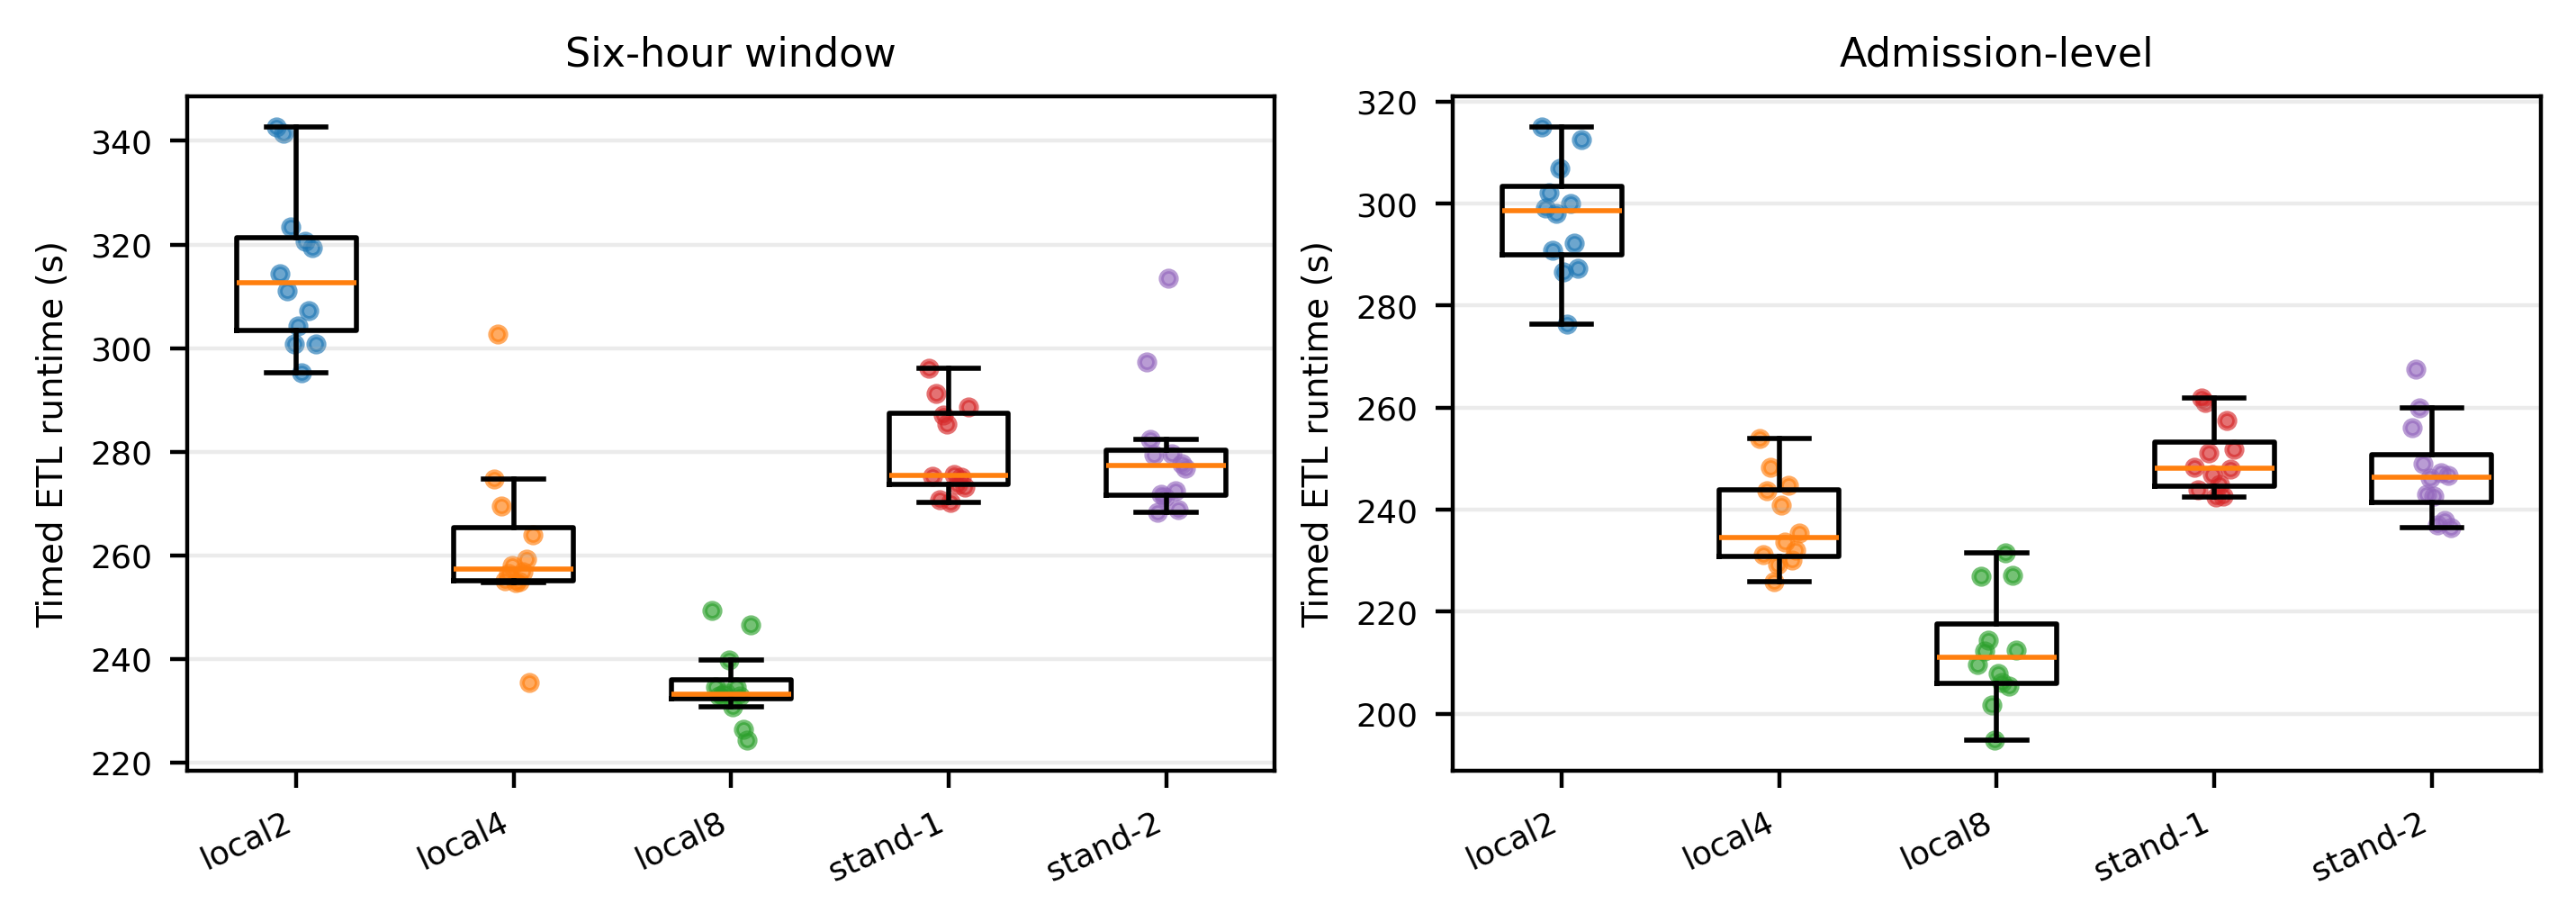 Six-hour window
Timed ETL runtime (s)
340
320
300
280
260
240
220
local2
local4
local8
stand-1
stand-2
Admission-level
Timed ETL runtime (s)
320
300
280
260
240
220
200
local2
local4
local8
stand-1
stand-2